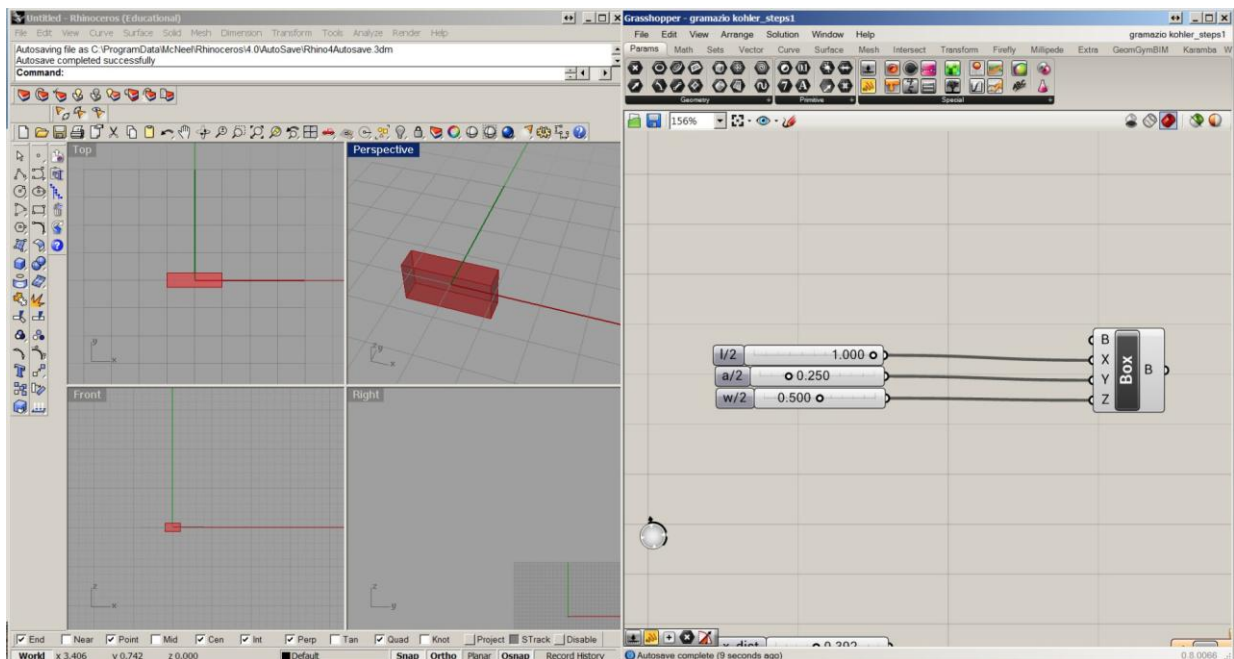 Untitled - Rhinoceros (Educational)
File Edit View Curve Surface Solid Mesh Dimension Transform Tools Analyze Render Help
Autosaving file as C:\ProgramData\McNeel\Rhinoceros\4.0\AutoSave\Rhino4Autosave.3dm
Autosave completed successfully
Command:
Top
Perspective
y
x
z
y
x
Front
Right
z
x
z
y
End Near Point Mid Cen Int Perp Tan Quad Knot Project STrack Disable
World x 3.406 y 0.742 z 0.000 Default Snap Ortho Planar Osnap Record History
Grasshopper - gramazio kohler_steps1
File Edit View Arrange Solution Window Help gramazio kohler_steps1
Params Math Sets Vector Curve Surface Mesh Intersect Transform Firefly Millipede Extra GeomGymBIM Karamba W
Geometry Primitive Special
156%
l/2 1.000
a/2 0.250
w/2 0.500
B
X
Y
Z
Box
B
x dist 0.392
Autosave complete (9 seconds ago) 0.8.0066